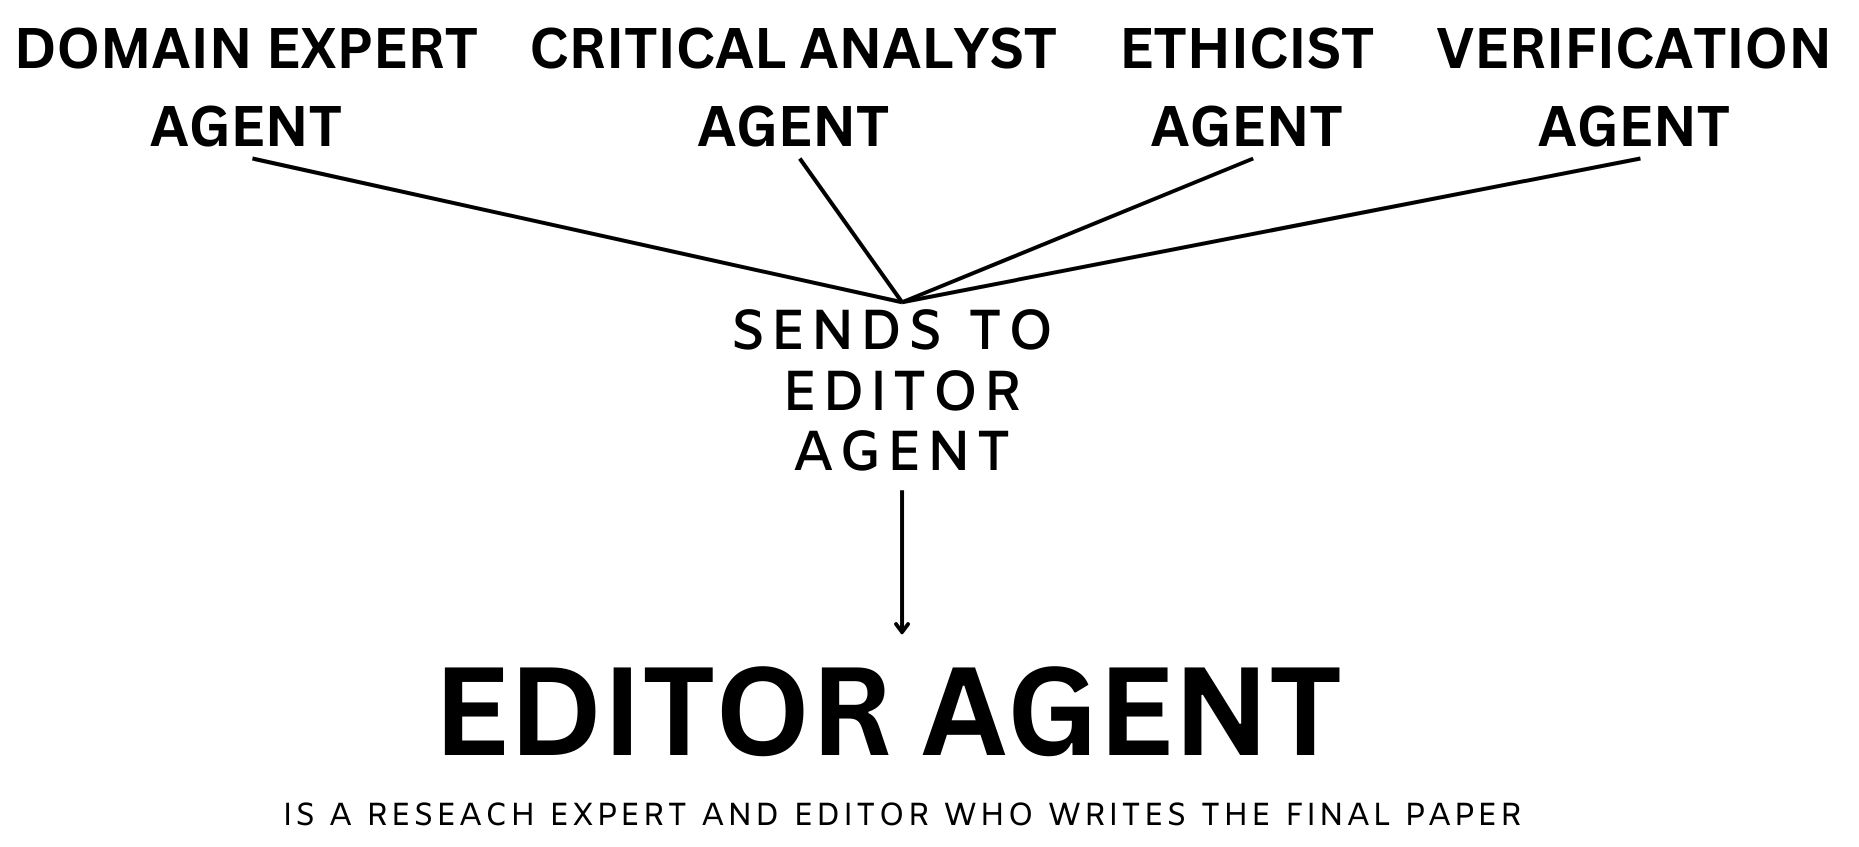 DOMAIN EXPERT AGENT
CRITICAL ANALYST AGENT
ETHICIST AGENT
VERIFICATION AGENT
SENDS TO
EDITOR
AGENT
EDITOR AGENT
IS A RESEACH EXPERT AND EDITOR WHO WRITES THE FINAL PAPER